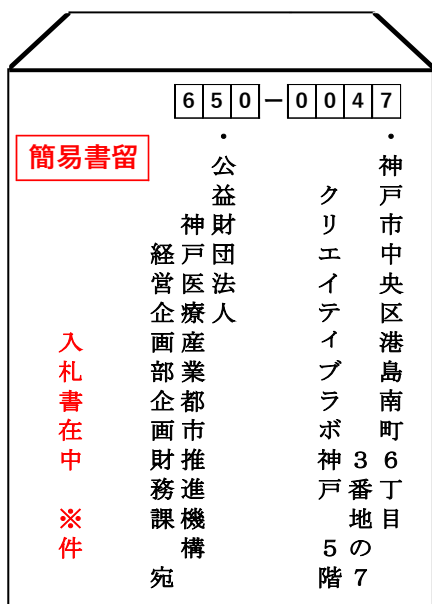 650-0047
・神戸市中央区港島南町6丁目
3番地の7
クリエイティブラボ神戸 5階
・公益財団法人
神戸医療産業都市推進機構
経営企画部企画財務課 宛
簡易書留
入札書在中 ※件